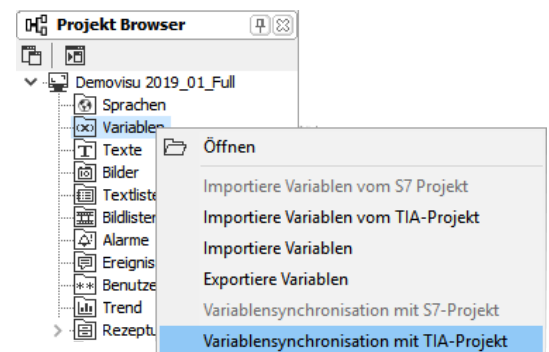 Projekt Browser
Demovisu 2019_01_Full
Sprachen
Variablen
Texte
Bilder
Textliste
Bildlisten
Alarme
Ereignis
Benutze
Trend
Rezeptu
Öffnen
Importiere Variablen vom S7 Projekt
Importiere Variablen vom TIA-Projekt
Importiere Variablen
Exportiere Variablen
Variablensynchronisation mit S7-Projekt
Variablensynchronisation mit TIA-Projekt